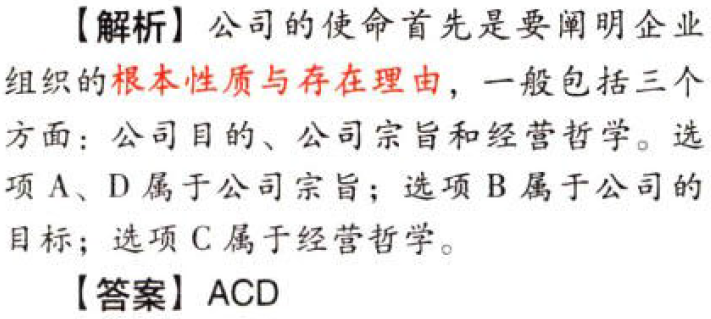 【解析】公司的使命首先是要阐明企业
组织的根本性质与存在理由，一般包括三个
方面：公司目的、公司宗旨和经营哲学。选
项 A、D 属于公司宗旨；选项 B 属于公司的
目标；选项 C 属于经营哲学。
【答案】ACD